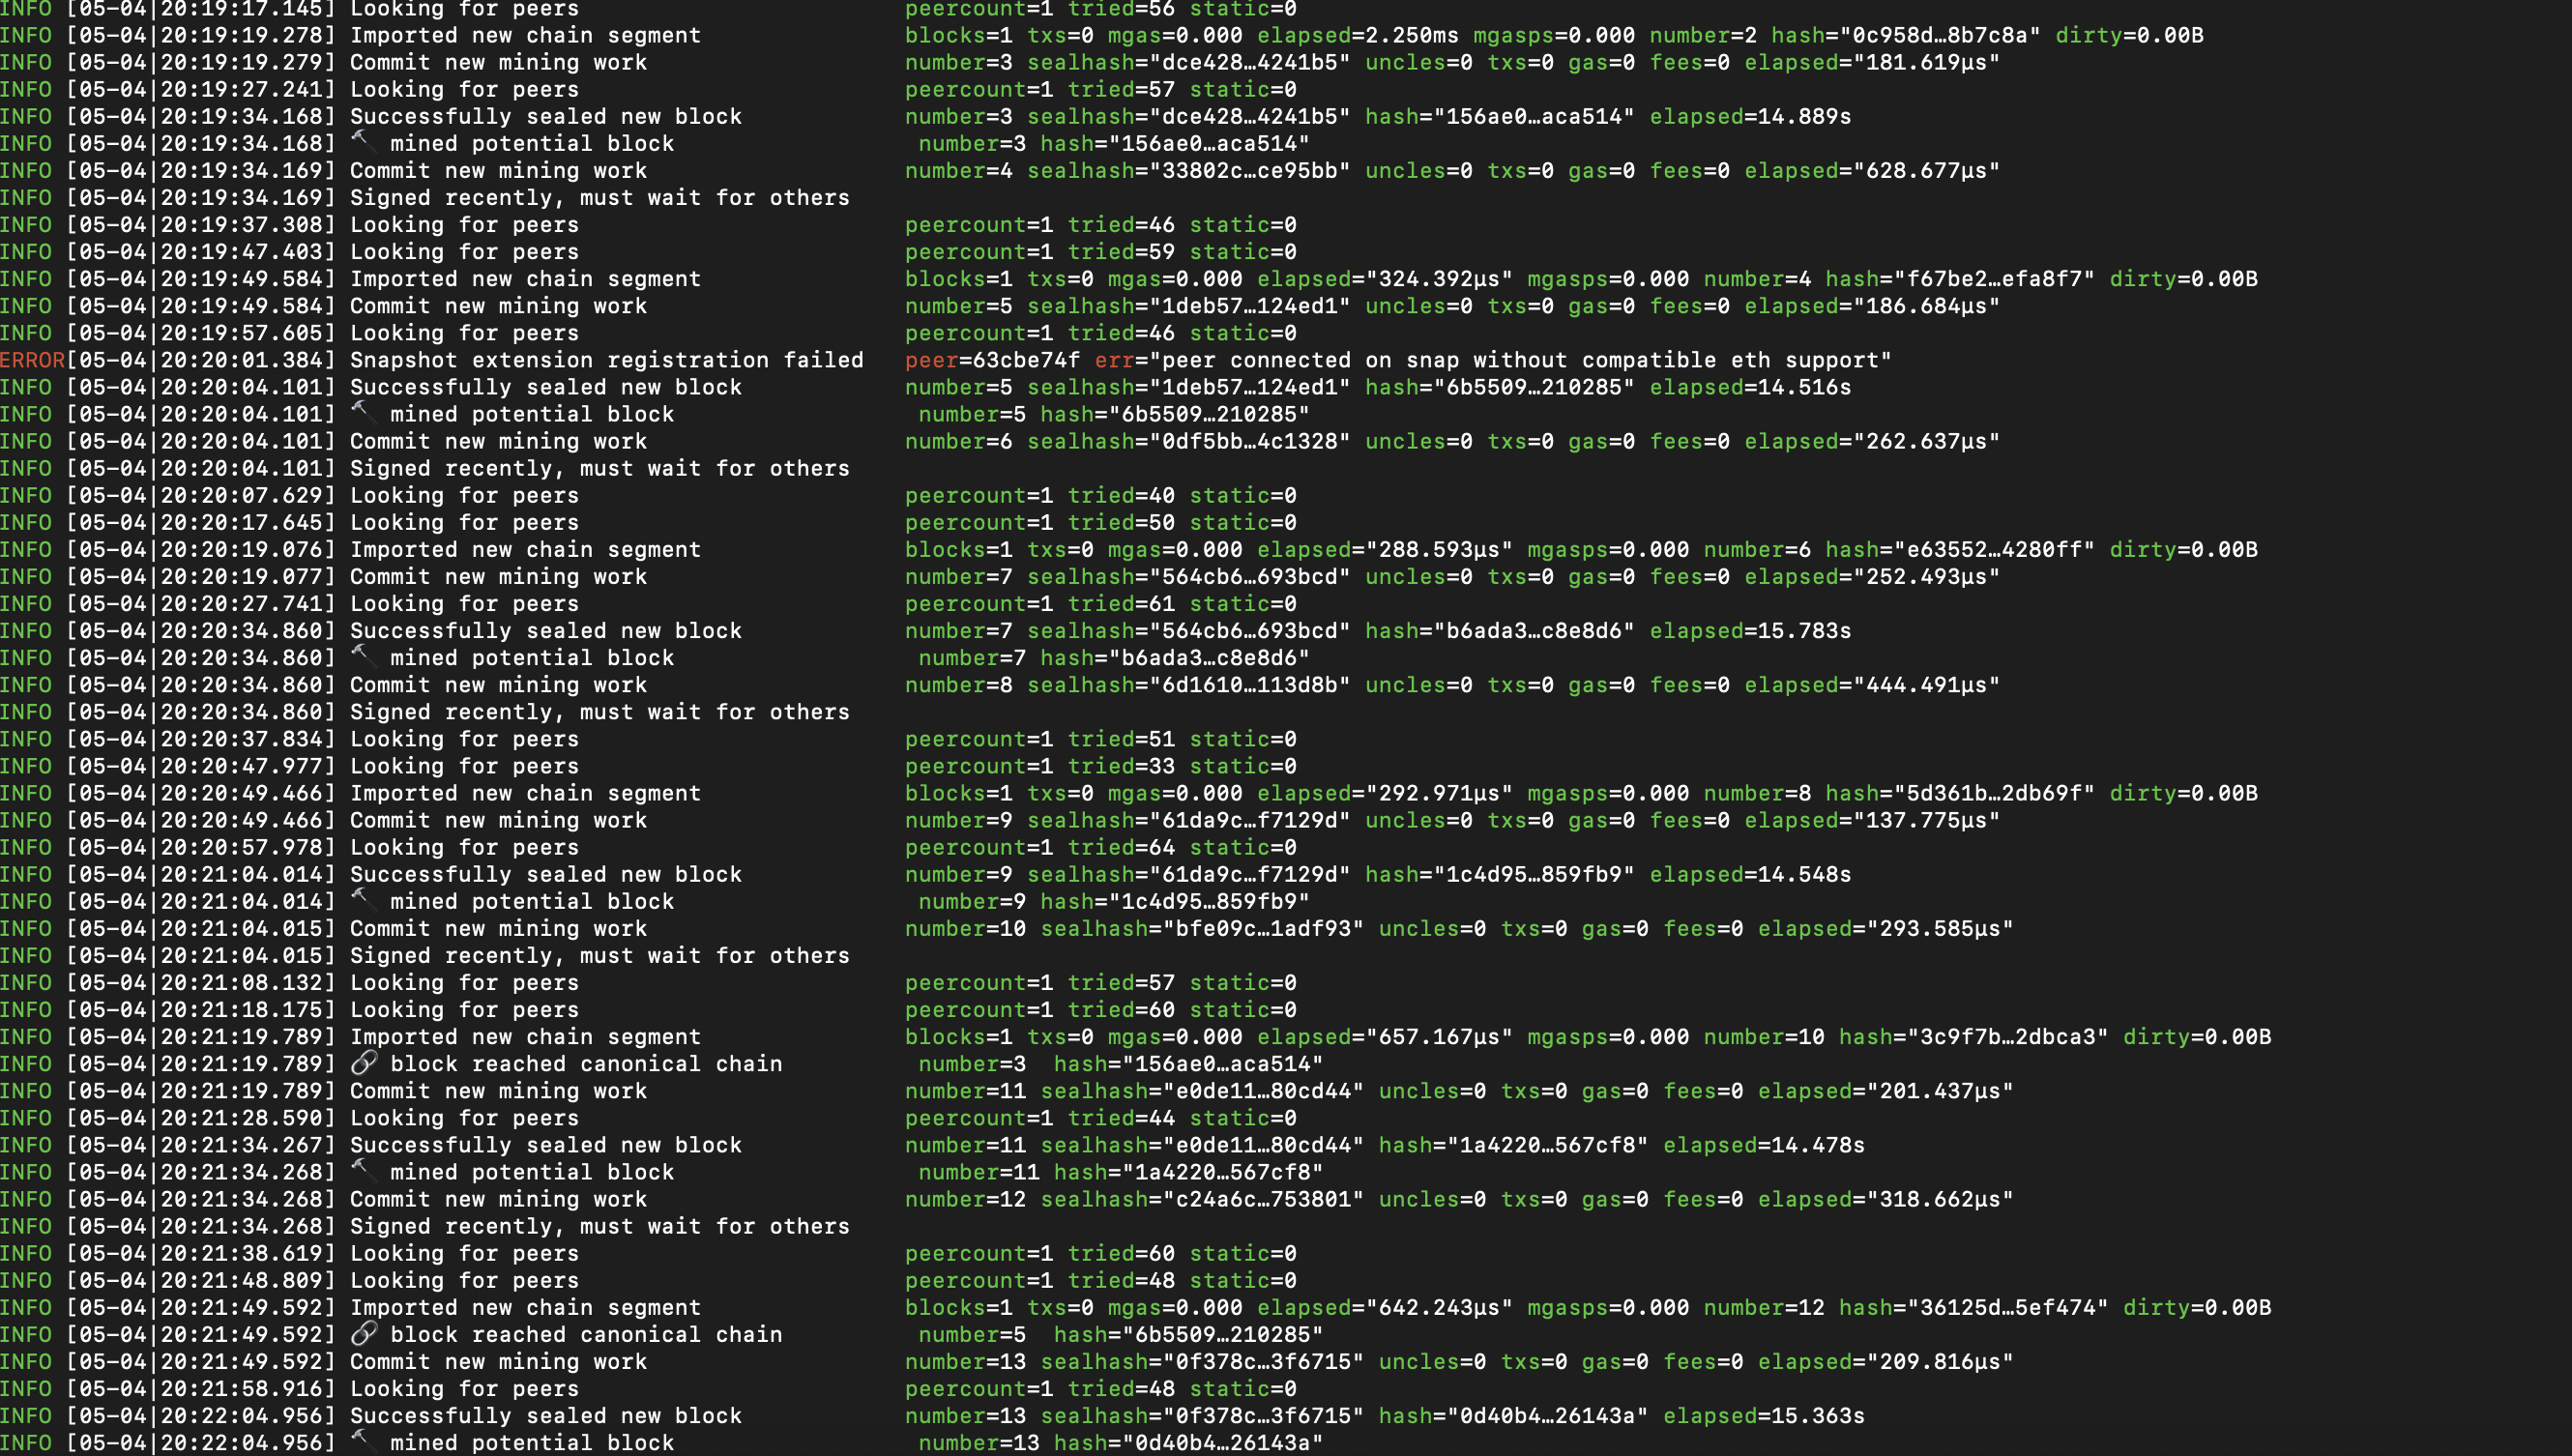 INFO [05-04|20:19:17.145] Looking for peers peercount=1 tried=56 static=0
INFO [05-04|20:19:19.278] Imported new chain segment blocks=1 txs=0 mgas=0.000 elapsed=2.250ms mgasps=0.000 number=2 hash="0c958d…8b7c8a" dirty=0.00B
INFO [05-04|20:19:19.279] Commit new mining work number=3 sealhash="dce428…4241b5" uncles=0 txs=0 gas=0 fees=0 elapsed="181.619µs"
INFO [05-04|20:19:27.241] Looking for peers peercount=1 tried=57 static=0
INFO [05-04|20:19:34.168] Successfully sealed new block number=3 sealhash="dce428…4241b5" hash="156ae0…aca514" elapsed=14.889s
INFO [05-04|20:19:34.168] 🔨 mined potential block number=3 hash="156ae0…aca514"
INFO [05-04|20:19:34.169] Commit new mining work number=4 sealhash="33802c…ce95bb" uncles=0 txs=0 gas=0 fees=0 elapsed="628.677µs"
INFO [05-04|20:19:34.169] Signed recently, must wait for others
INFO [05-04|20:19:37.308] Looking for peers peercount=1 tried=46 static=0
INFO [05-04|20:19:47.403] Looking for peers peercount=1 tried=59 static=0
INFO [05-04|20:19:49.584] Imported new chain segment blocks=1 txs=0 mgas=0.000 elapsed="324.392µs" mgasps=0.000 number=4 hash="f67be2…efa8f7" dirty=0.00B
INFO [05-04|20:19:49.584] Commit new mining work number=5 sealhash="1deb57…124ed1" uncles=0 txs=0 gas=0 fees=0 elapsed="186.684µs"
INFO [05-04|20:19:57.605] Looking for peers peercount=1 tried=46 static=0
ERROR[05-04|20:20:01.384] Snapshot extension registration failed peer=63cbe74f err="peer connected on snap without compatible eth support"
INFO [05-04|20:20:04.101] Successfully sealed new block number=5 sealhash="1deb57…124ed1" hash="6b5509…210285" elapsed=14.516s
INFO [05-04|20:20:04.101] 🔨 mined potential block number=5 hash="6b5509…210285"
INFO [05-04|20:20:04.101] Commit new mining work number=6 sealhash="0df5bb…4c1328" uncles=0 txs=0 gas=0 fees=0 elapsed="262.637µs"
INFO [05-04|20:20:04.101] Signed recently, must wait for others
INFO [05-04|20:20:07.629] Looking for peers peercount=1 tried=40 static=0
INFO [05-04|20:20:17.645] Looking for peers peercount=1 tried=50 static=0
INFO [05-04|20:20:19.076] Imported new chain segment blocks=1 txs=0 mgas=0.000 elapsed="288.593µs" mgasps=0.000 number=6 hash="e63552…4280ff" dirty=0.00B
INFO [05-04|20:20:19.077] Commit new mining work number=7 sealhash="564cb6…693bcd" uncles=0 txs=0 gas=0 fees=0 elapsed="252.493µs"
INFO [05-04|20:20:27.741] Looking for peers peercount=1 tried=61 static=0
INFO [05-04|20:20:34.860] Successfully sealed new block number=7 sealhash="564cb6…693bcd" hash="b6ada3…c8e8d6" elapsed=15.783s
INFO [05-04|20:20:34.860] 🔨 mined potential block number=7 hash="b6ada3…c8e8d6"
INFO [05-04|20:20:34.860] Commit new mining work number=8 sealhash="6d1610…113d8b" uncles=0 txs=0 gas=0 fees=0 elapsed="444.491µs"
INFO [05-04|20:20:34.860] Signed recently, must wait for others
INFO [05-04|20:20:37.834] Looking for peers peercount=1 tried=51 static=0
INFO [05-04|20:20:47.977] Looking for peers peercount=1 tried=33 static=0
INFO [05-04|20:20:49.466] Imported new chain segment blocks=1 txs=0 mgas=0.000 elapsed="292.971µs" mgasps=0.000 number=8 hash="5d361b…2db69f" dirty=0.00B
INFO [05-04|20:20:49.466] Commit new mining work number=9 sealhash="61da9c…f7129d" uncles=0 txs=0 gas=0 fees=0 elapsed="137.775µs"
INFO [05-04|20:20:57.978] Looking for peers peercount=1 tried=64 static=0
INFO [05-04|20:21:04.014] Successfully sealed new block number=9 sealhash="61da9c…f7129d" hash="1c4d95…859fb9" elapsed=14.548s
INFO [05-04|20:21:04.014] 🔨 mined potential block number=9 hash="1c4d95…859fb9"
INFO [05-04|20:21:04.015] Commit new mining work number=10 sealhash="bfe09c…1adf93" uncles=0 txs=0 gas=0 fees=0 elapsed="293.585µs"
INFO [05-04|20:21:04.015] Signed recently, must wait for others
INFO [05-04|20:21:08.132] Looking for peers peercount=1 tried=57 static=0
INFO [05-04|20:21:18.175] Looking for peers peercount=1 tried=60 static=0
INFO [05-04|20:21:19.789] Imported new chain segment blocks=1 txs=0 mgas=0.000 elapsed="657.167µs" mgasps=0.000 number=10 hash="3c9f7b…2dbca3" dirty=0.00B
INFO [05-04|20:21:19.789] 🔗 block reached canonical chain number=3 hash="156ae0…aca514"
INFO [05-04|20:21:19.789] Commit new mining work number=11 sealhash="e0de11…80cd44" uncles=0 txs=0 gas=0 fees=0 elapsed="201.437µs"
INFO [05-04|20:21:28.590] Looking for peers peercount=1 tried=44 static=0
INFO [05-04|20:21:34.267] Successfully sealed new block number=11 sealhash="e0de11…80cd44" hash="1a4220…567cf8" elapsed=14.478s
INFO [05-04|20:21:34.268] 🔨 mined potential block number=11 hash="1a4220…567cf8"
INFO [05-04|20:21:34.268] Commit new mining work number=12 sealhash="c24a6c…753801" uncles=0 txs=0 gas=0 fees=0 elapsed="318.662µs"
INFO [05-04|20:21:34.268] Signed recently, must wait for others
INFO [05-04|20:21:38.619] Looking for peers peercount=1 tried=60 static=0
INFO [05-04|20:21:48.809] Looking for peers peercount=1 tried=48 static=0
INFO [05-04|20:21:49.592] Imported new chain segment blocks=1 txs=0 mgas=0.000 elapsed="642.243µs" mgasps=0.000 number=12 hash="36125d…5ef474" dirty=0.00B
INFO [05-04|20:21:49.592] 🔗 block reached canonical chain number=5 hash="6b5509…210285"
INFO [05-04|20:21:49.592] Commit new mining work number=13 sealhash="0f378c…3f6715" uncles=0 txs=0 gas=0 fees=0 elapsed="209.816µs"
INFO [05-04|20:21:58.916] Looking for peers peercount=1 tried=48 static=0
INFO [05-04|20:22:04.956] Successfully sealed new block number=13 sealhash="0f378c…3f6715" hash="0d40b4…26143a" elapsed=15.363s
INFO [05-04|20:22:04.956] 🔨 mined potential block number=13 hash="0d40b4…26143a"